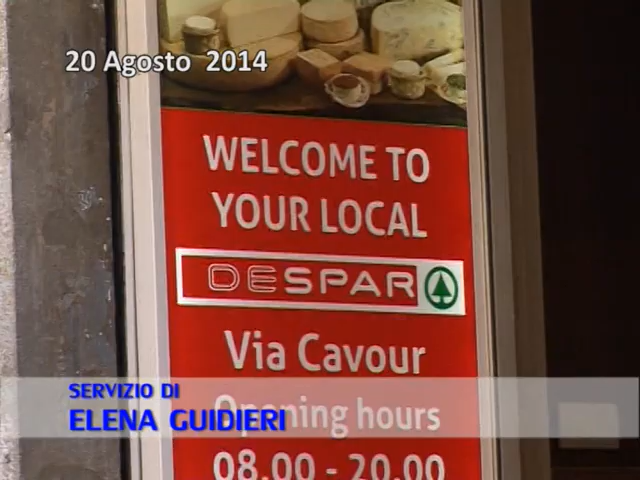 20 Agosto 2014
WELCOME TO
YOUR LOCAL
DESPAR
Via Cavour
Opening hours
08.00 - 20.00
SERVIZIO DI
ELENA GUIDIERI